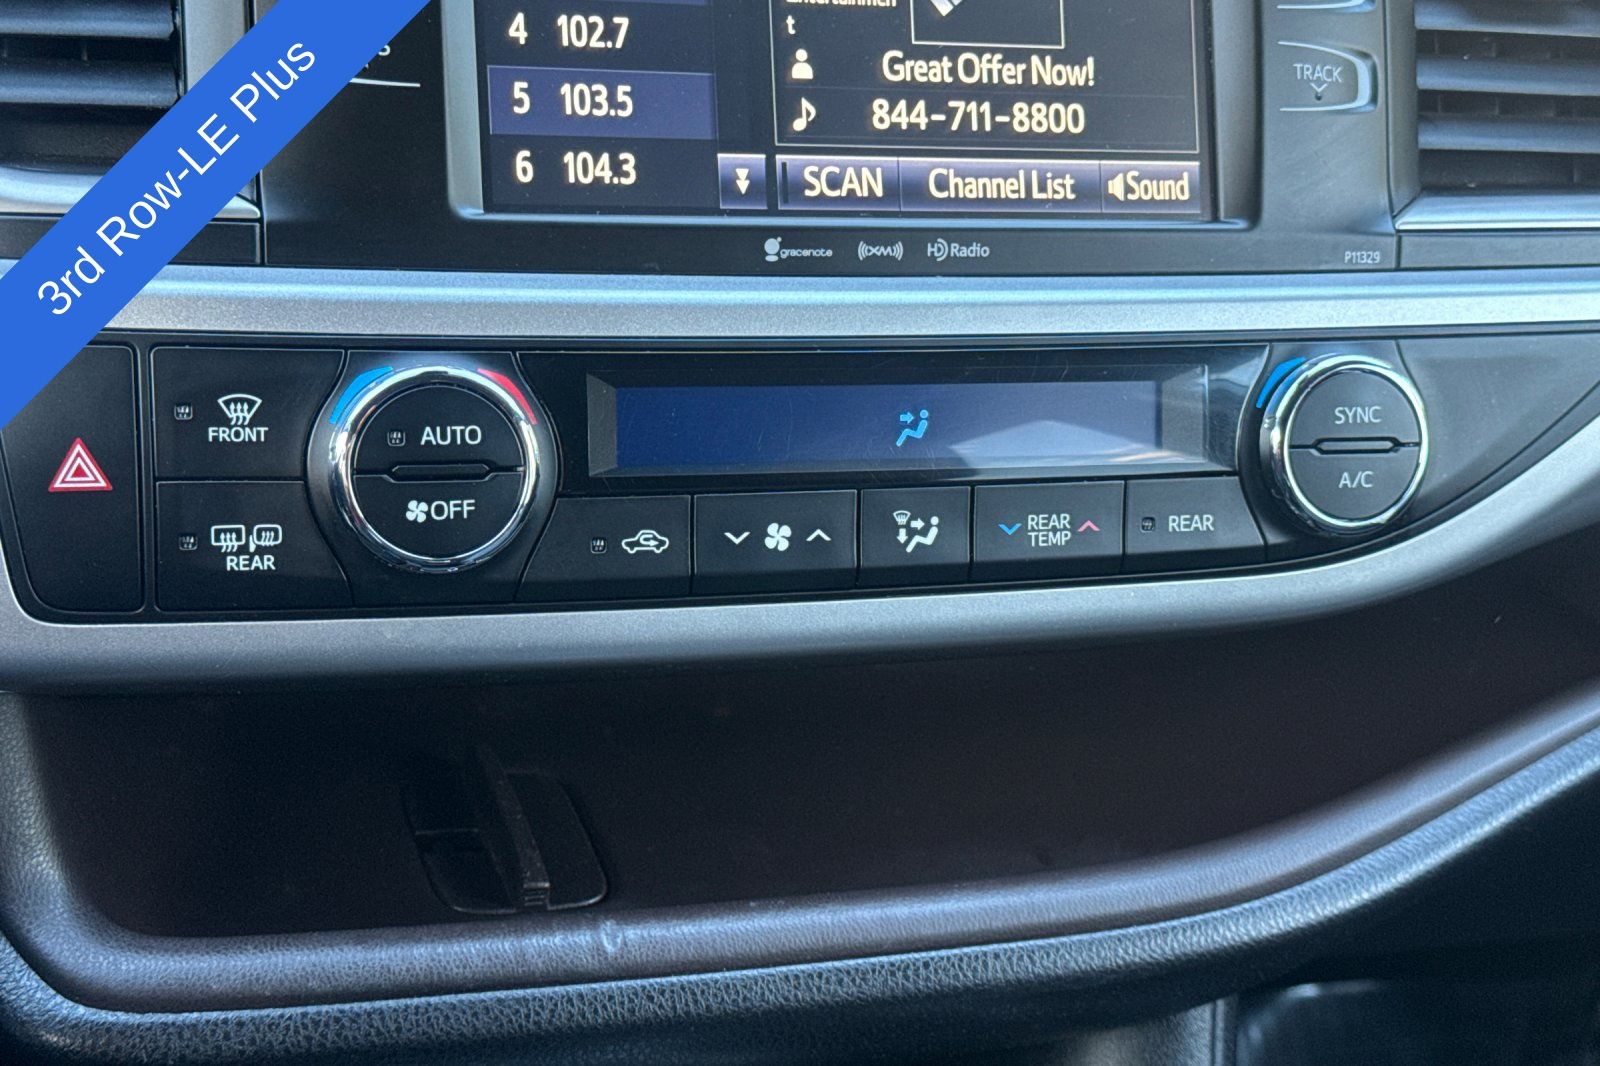 3rd Row-LE Plus
4 102.7
5 103.5
6 104.3
t
Great Offer Now!
844-711-8800
SCAN
Channel List
Sound
TRACK
gracenote
((XM))
HD Radio
P11329
FRONT
AUTO
OFF
REAR
REAR
TEMP
REAR
SYNC
A/C